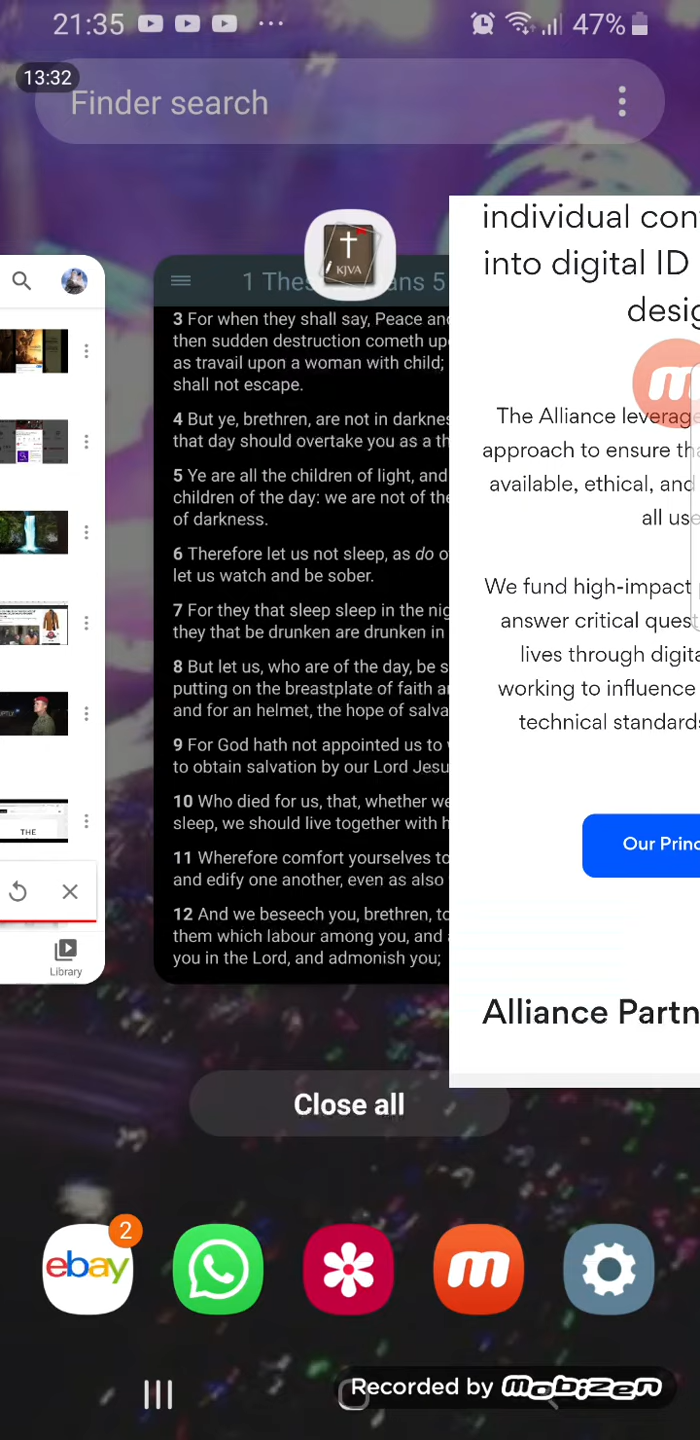 21:35
47%
13:32
Finder search
KJVA
1 Thes ans 5
3 For when they shall say, Peace and
then sudden destruction cometh up
as travail upon a woman with child;
shall not escape.
4 But ye, brethren, are not in darknes
that day should overtake you as a th
5 Ye are all the children of light, and
children of the day: we are not of the
of darkness.
6 Therefore let us not sleep, as do o
let us watch and be sober.
7 For they that sleep sleep in the nig
they that be drunken are drunken in
8 But let us, who are of the day, be s
putting on the breastplate of faith a
and for an helmet, the hope of salva
9 For God hath not appointed us to
to obtain salvation by our Lord Jesu
10 Who died for us, that, whether we
sleep, we should live together with h
11 Wherefore comfort yourselves to
and edify one another, even as also
12 And we beseech you, brethren, to
them which labour among you, and
you in the Lord, and admonish you;
THE
Library
individual con
into digital ID
desig
The Alliance leverage
approach to ensure tha
available, ethical, and
all use
We fund high-impact
answer critical quest
lives through digita
working to influence
technical standards
Our Princ
Alliance Partn
Close all
ebay
2
m
Recorded by mobizen